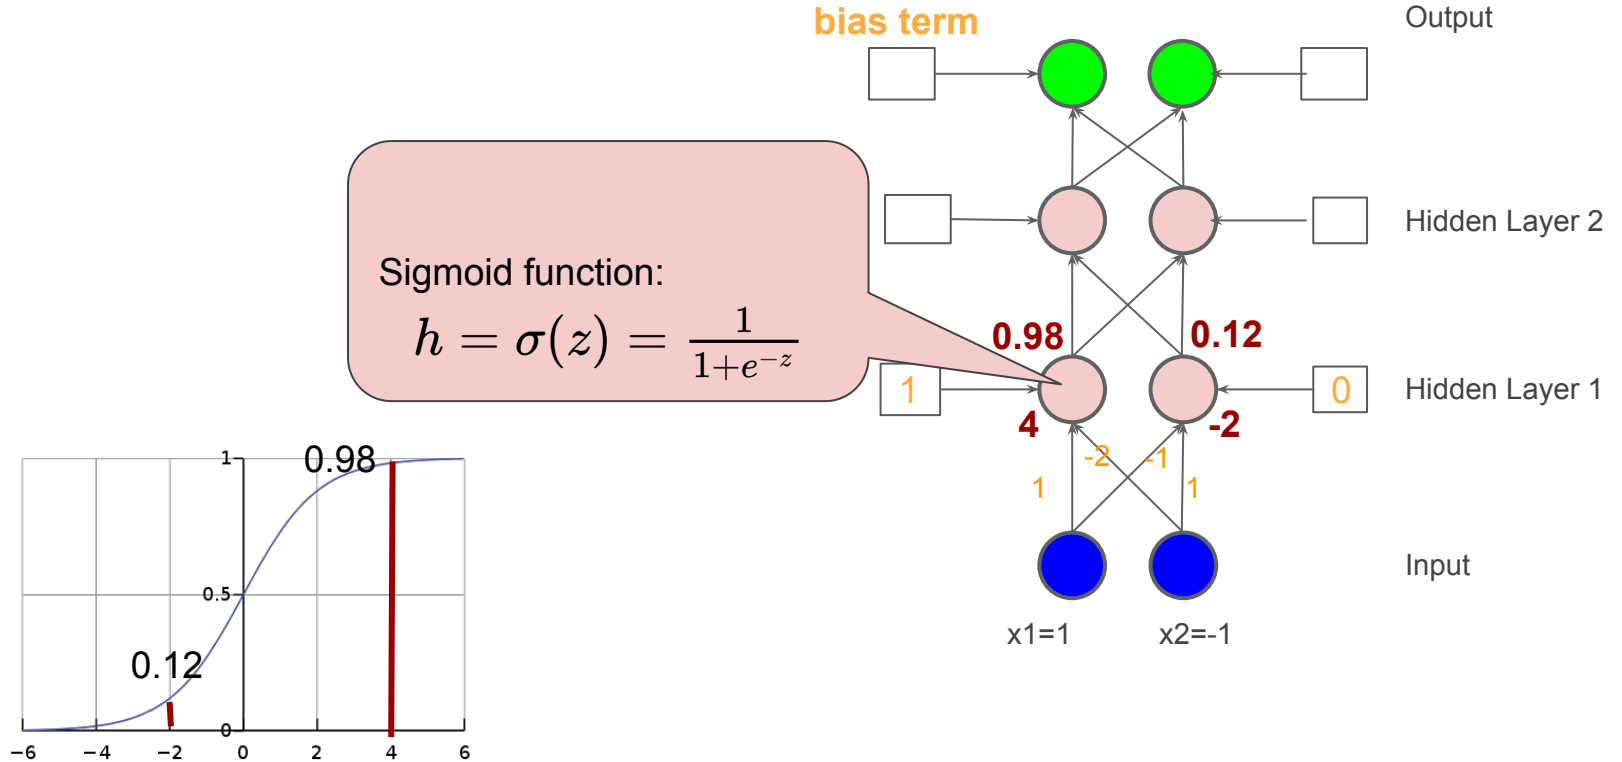 bias term
Output
Hidden Layer 2
Sigmoid function:
h = σ(z) = \frac{1}{1+e^{-z}}
0.98 0.12
1 0 Hidden Layer 1
4 -2
-2 -1
1 1
Input
x1=1 x2=-1
1 0.98
0.5
0.12
0
−6 −4 −2 0 2 4 6